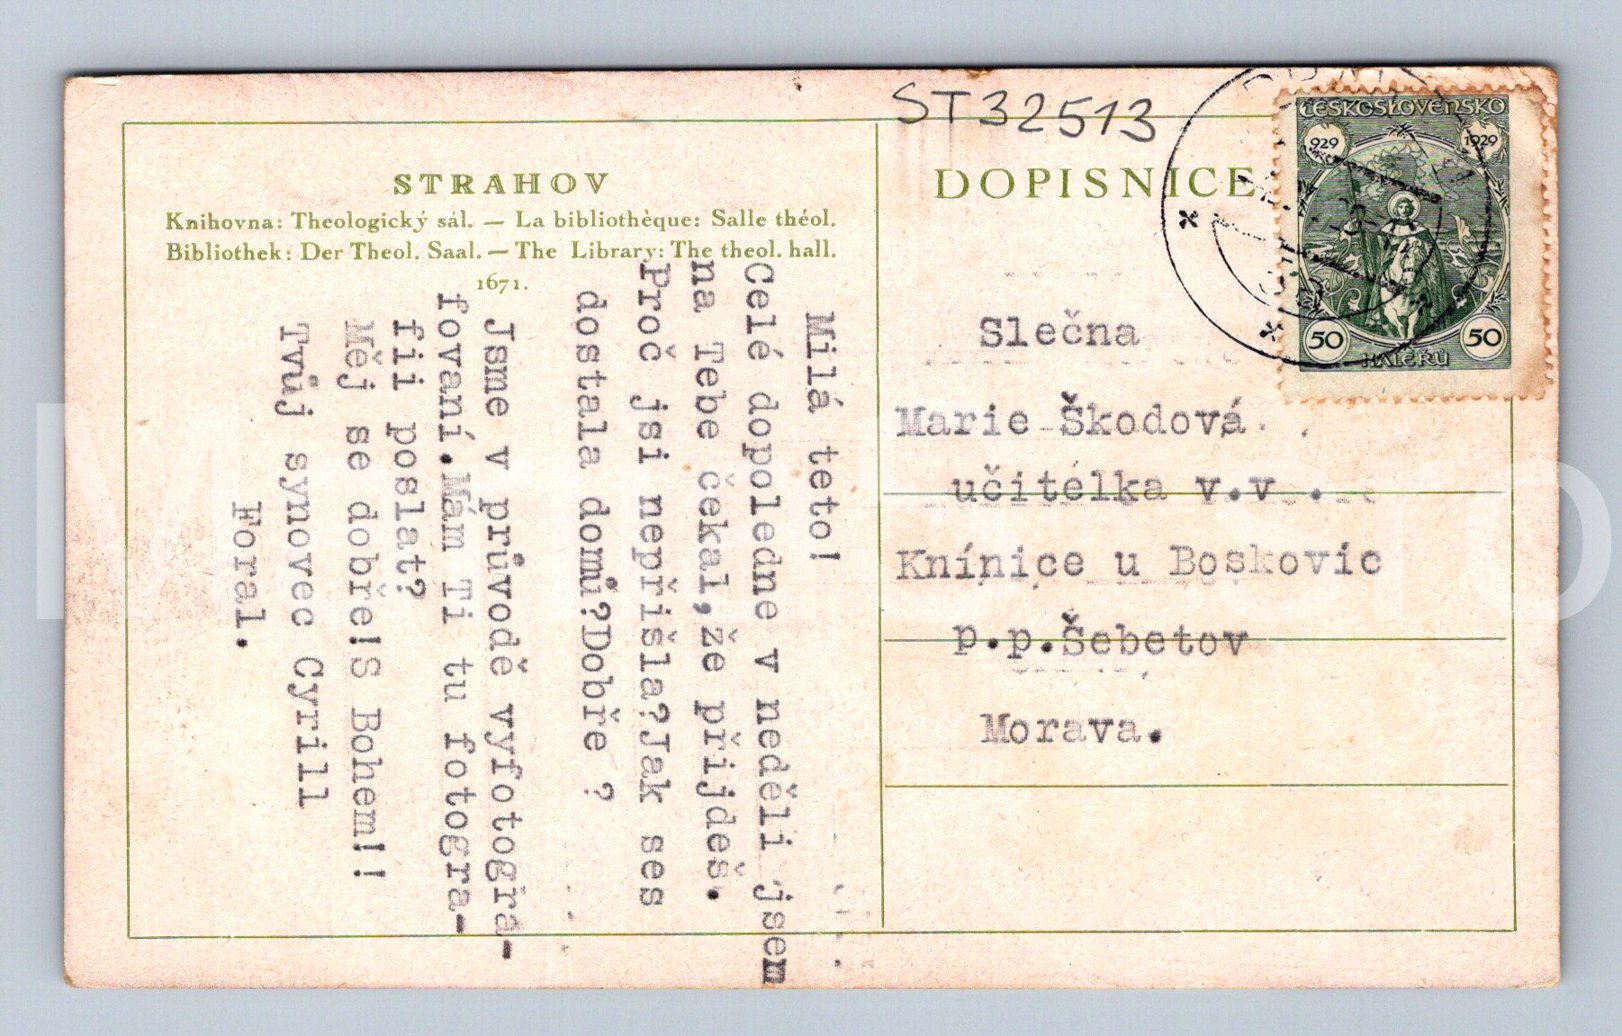 ST32513
STRAHOV
Knihovna: Theologický sál. — La bibliothèque: Salle théol.
Bibliothek: Der Theol. Saal. — The Library: The theol. hall.
1671.
Milá teto!
Celé dopoledne v neděli jsem
na Tebe čekal,že přijdeš.
Proč jsi nepřišla?Jak ses
dostala domů?Dobře ?
Jsme v průvodě vyfotográ-
fovaní.Mám Ti tu fotogra-
fii poslat?
Měj se dobře!S Bohem!!
Tvůj synovec Cyrill
Foral.
DOPISNICE
Slečna
Marie Škodová
učitélka v.v.
Knínice u Boskovic
p.p.Šebetov
Morava.
ČESKOSLOVENSKO
929 1929
50 50
HALÉŘŮ